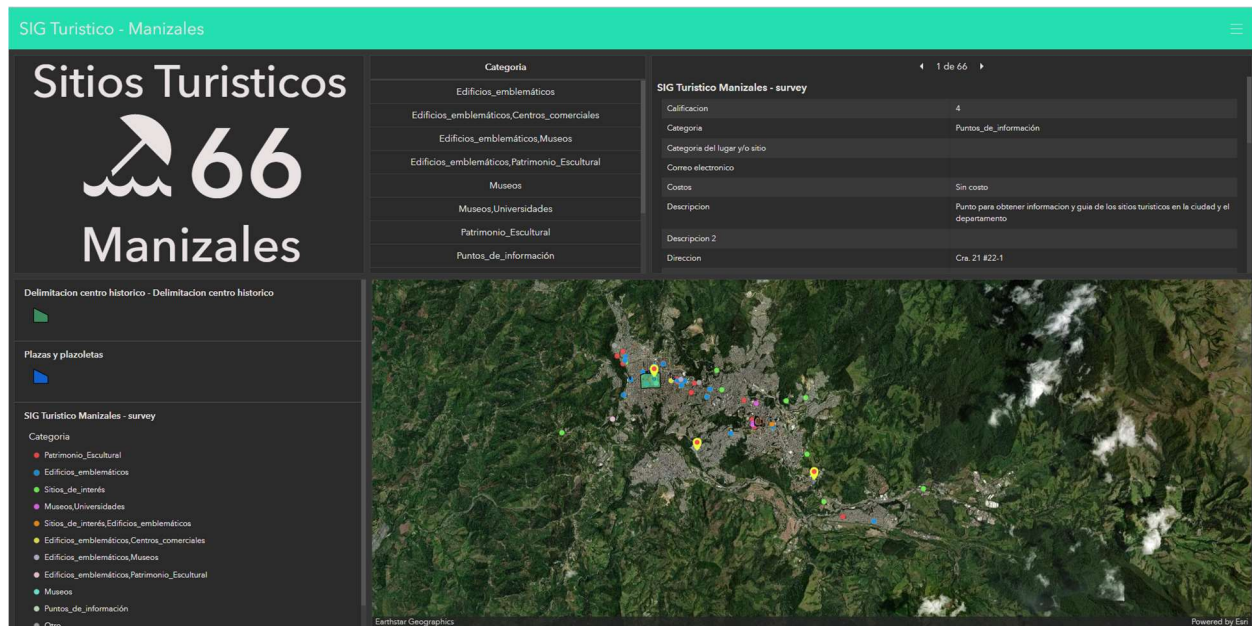 SIG Turistico - Manizales
Sitios Turisticos
66
Manizales
Categoria
Edificios_emblemáticos
Edificios_emblemáticos,Centros_comerciales
Edificios_emblemáticos,Museos
Edificios_emblemáticos,Patrimonio_Escultural
Museos
Museos,Universidades
Patrimonio_Escultural
Puntos_de_información
1 de 66
SIG Turistico Manizales - survey
Calificacion 4
Categoria Puntos_de_información
Categoria del lugar y/o sitio
Correo electronico
Costos Sin costo
Descripcion Punto para obtener informacion y guia de los sitios turisticos en la ciudad y el
departamento
Descripcion 2
Direccion Cra. 21 #22-1
Delimitacion centro historico - Delimitacion centro historico
Plazas y plazoletas
SIG Turistico Manizales - survey
Categoria
Patrimonio_Escultural
Edificios_emblemáticos
Sitios_de_interés
Museos,Universidades
Sitios_de_interés,Edificios_emblemáticos
Edificios_emblemáticos,Centros_comerciales
Edificios_emblemáticos,Museos
Edificios_emblemáticos,Patrimonio_Escultural
Museos
Puntos_de_información
Otro
Earthstar Geographics
Powered by Esri